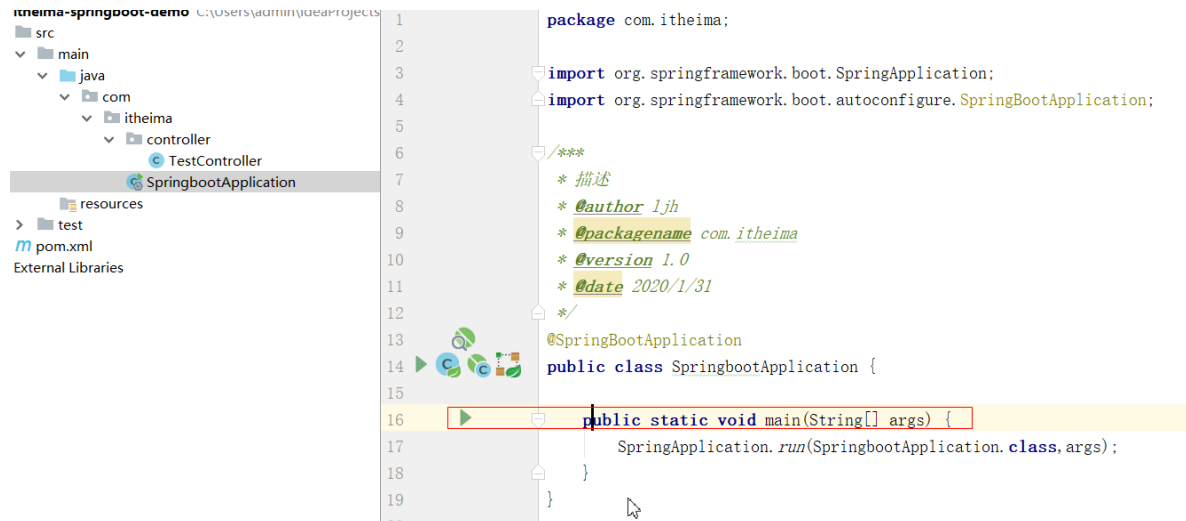 itheima-springboot-demo C:\Users\admin\IdeaProjects
src
main
java
com
itheima
controller
TestController
SpringbootApplication
resources
test
pom.xml
External Libraries
1 package com.itheima;
2
3 import org.springframework.boot.SpringApplication;
4 import org.springframework.boot.autoconfigure.SpringBootApplication;
5
6 /***
7 * 描述
8 * @author ljh
9 * @packagename com.itheima
10 * @version 1.0
11 * @date 2020/1/31
12 */
13 @SpringBootApplication
14 public class SpringbootApplication {
15
16 public static void main(String[] args) {
17 SpringApplication.run(SpringbootApplication.class,args);
18 }
19 }